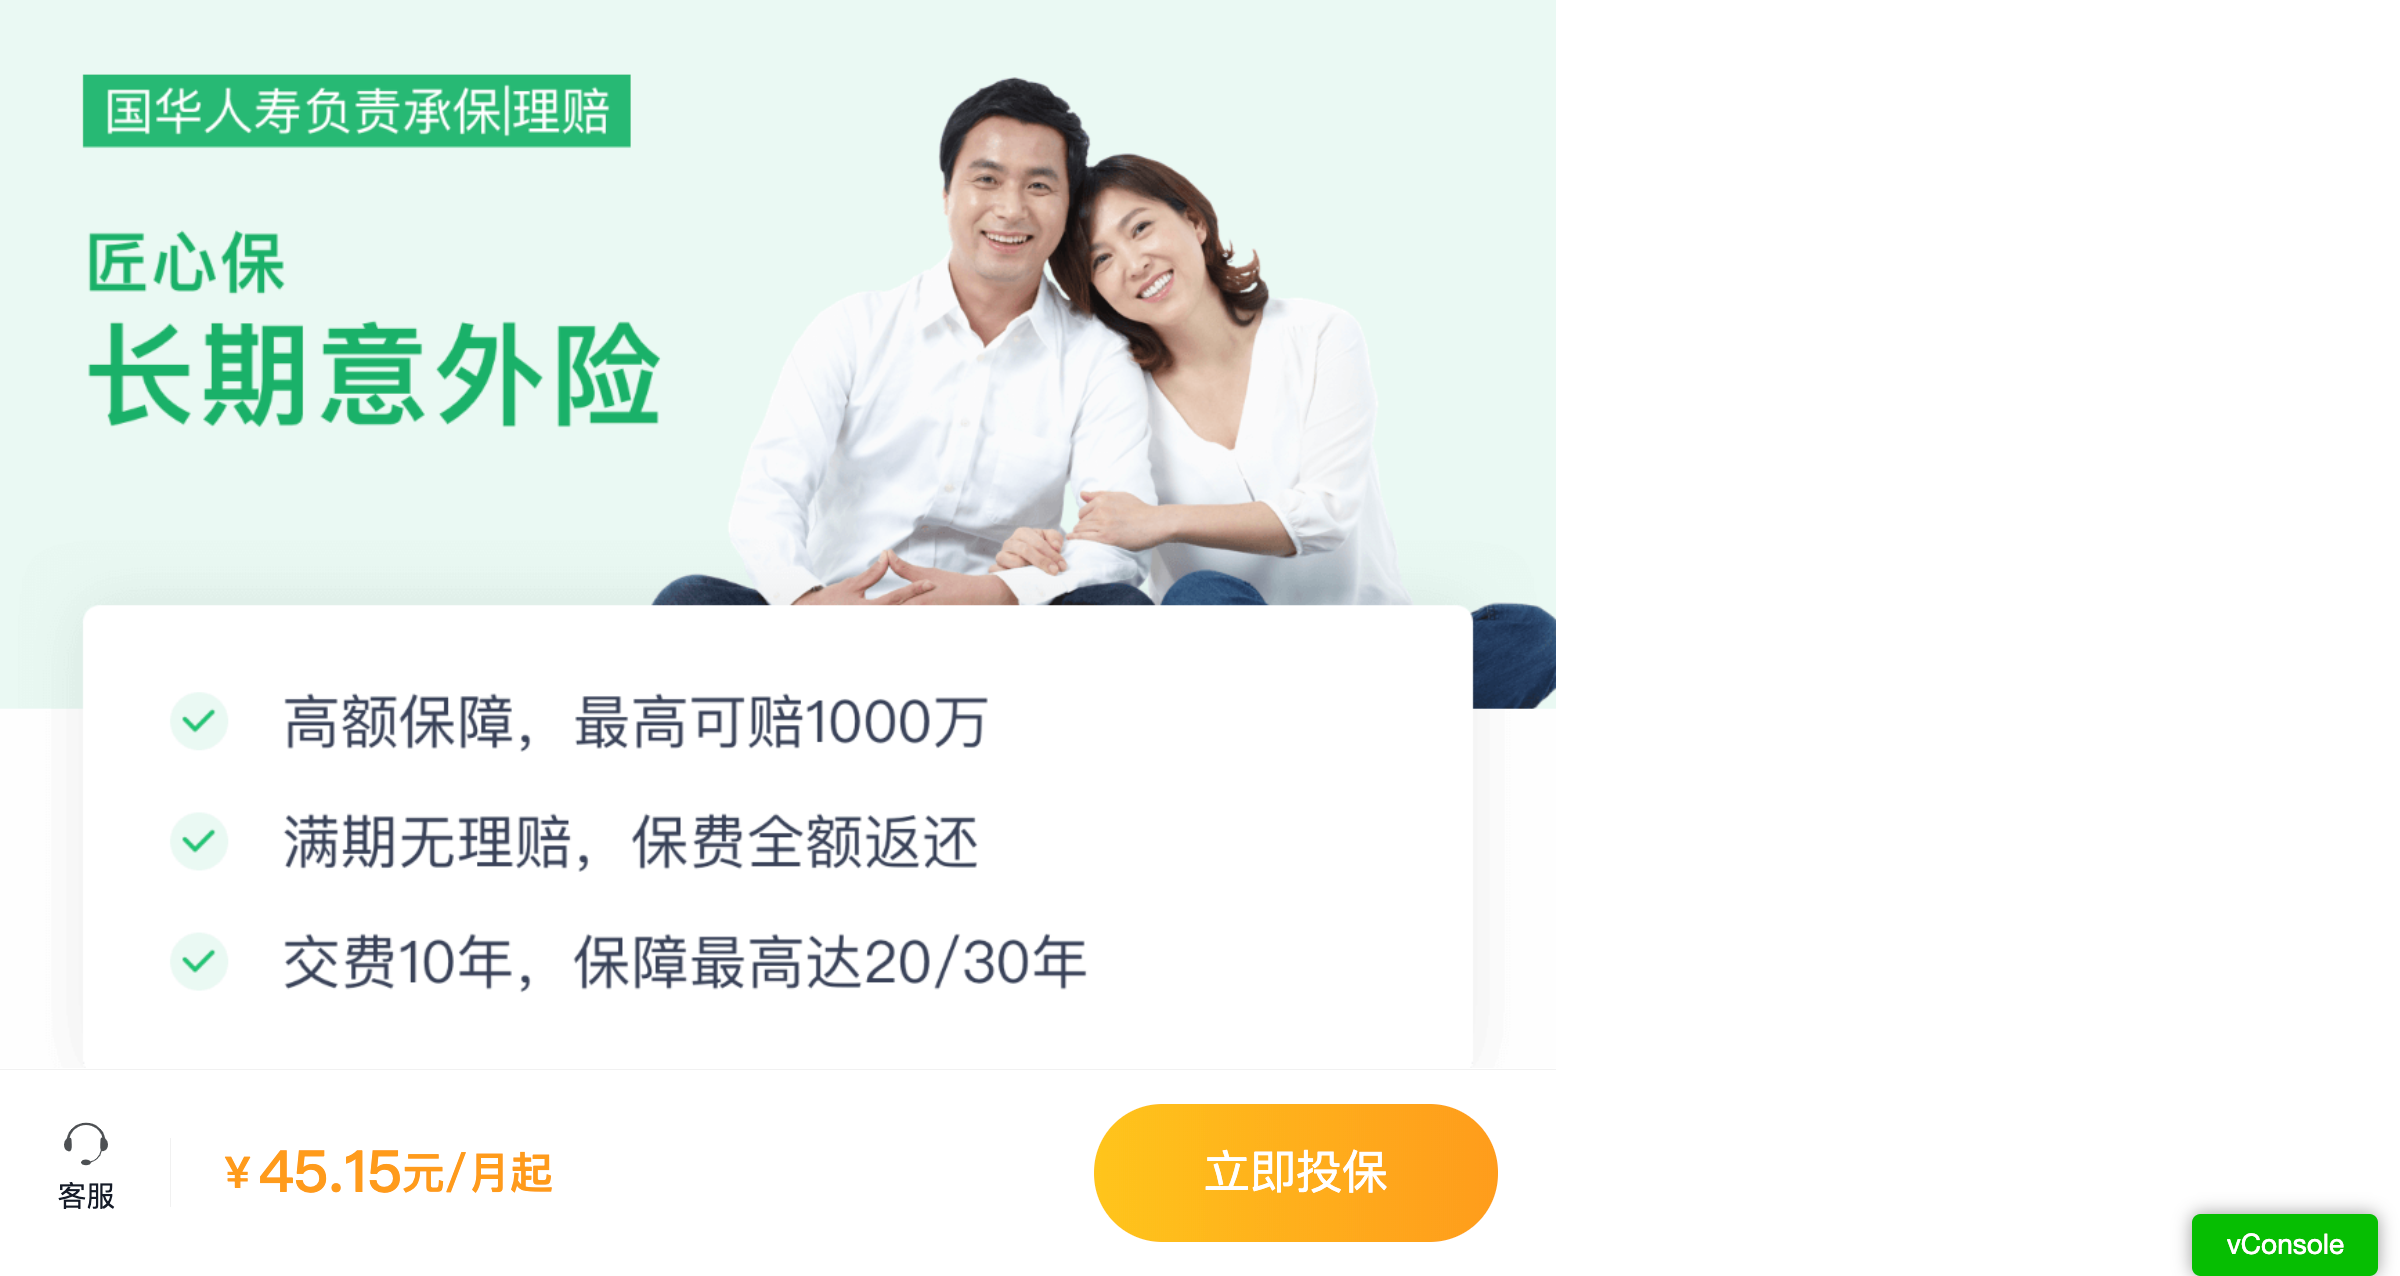 国华人寿负责承保|理赔
匠心保
长期意外险
高额保障，最高可赔1000万
满期无理赔，保费全额返还
交费10年，保障最高达20/30年
客服
¥45.15元/月起
立即投保
vConsole